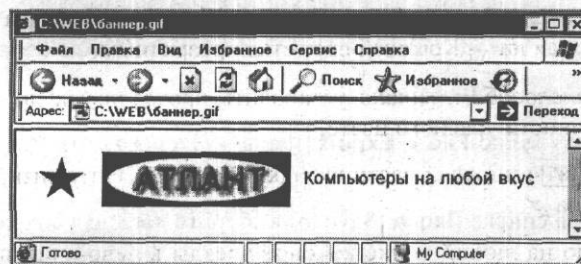 C:\WEB\баннер.gif
Файл Правка Вид Избранное Сервис Справка
Назад Поиск Избранное
Адрес: C:\WEB\баннер.gif Переход
АТЛАНТ Компьютеры на любой вкус
Готово My Computer